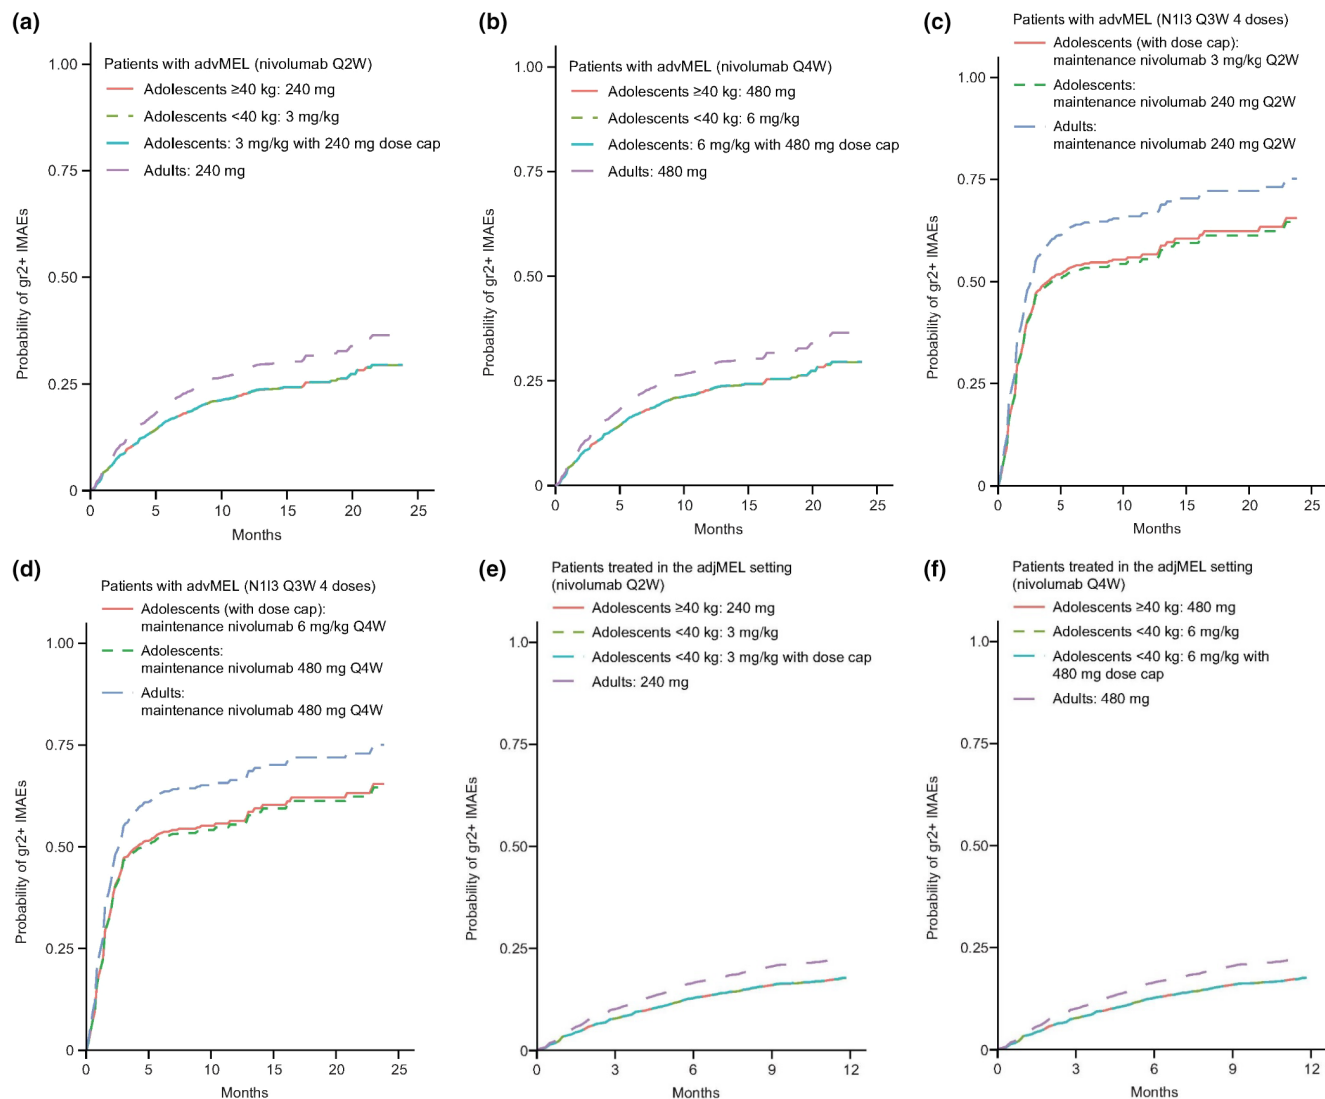 (a)
Patients with advMEL (nivolumab Q2W)
Adolescents ≥40 kg: 240 mg
Adolescents <40 kg: 3 mg/kg
Adolescents: 3 mg/kg with 240 mg dose cap
Adults: 240 mg
Probability of gr2+ IMAEs
1.00
0.75
0.50
0.25
0
0 5 10 15 20 25
Months
(b)
Patients with advMEL (nivolumab Q4W)
Adolescents ≥40 kg: 480 mg
Adolescents <40 kg: 6 mg/kg
Adolescents: 6 mg/kg with 480 mg dose cap
Adults: 480 mg
Probability of gr2+ IMAEs
1.00
0.75
0.50
0.25
0
0 5 10 15 20 25
Months
(c)
Patients with advMEL (N1I3 Q3W 4 doses)
Adolescents (with dose cap):
maintenance nivolumab 3 mg/kg Q2W
Adolescents:
maintenance nivolumab 240 mg Q2W
Adults:
maintenance nivolumab 240 mg Q2W
Probability of gr2+ IMAEs
1.00
0.75
0.50
0.25
0
0 5 10 15 20 25
Months
(d)
Patients with advMEL (N1I3 Q3W 4 doses)
Adolescents (with dose cap):
maintenance nivolumab 6 mg/kg Q4W
Adolescents:
maintenance nivolumab 480 mg Q4W
Adults:
maintenance nivolumab 480 mg Q4W
Probability of gr2+ IMAEs
1.00
0.75
0.50
0.25
0
0 5 10 15 20 25
Months
(e)
Patients treated in the adjMEL setting
(nivolumab Q2W)
Adolescents ≥40 kg: 240 mg
Adolescents <40 kg: 3 mg/kg
Adolescents <40 kg: 3 mg/kg with dose cap
Adults: 240 mg
Probability of gr2+ IMAEs
1.0
0.75
0.50
0.25
0
0 3 6 9 12
Months
(f)
Patients treated in the adjMEL setting
(nivolumab Q4W)
Adolescents ≥40 kg: 480 mg
Adolescents <40 kg: 6 mg/kg
Adolescents <40 kg: 6 mg/kg with
480 mg dose cap
Adults: 480 mg
Probability of gr2+ IMAEs
1.0
0.75
0.50
0.25
0
0 3 6 9 12
Months